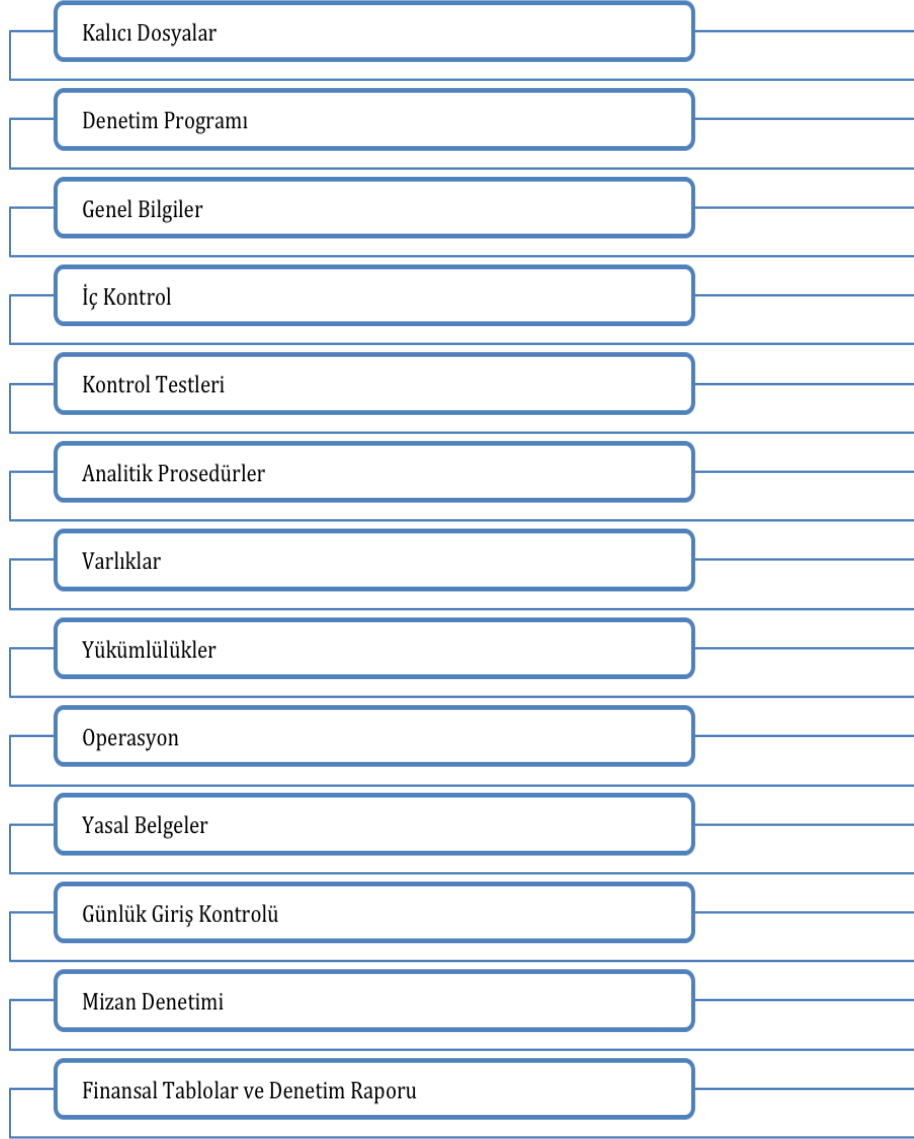 Kalıcı Dosyalar
Denetim Programı
Genel Bilgiler
İç Kontrol
Kontrol Testleri
Analitik Prosedürler
Varlıklar
Yükümlülükler
Operasyon
Yasal Belgeler
Günlük Giriş Kontrolü
Mizan Denetimi
Finansal Tablolar ve Denetim Raporu